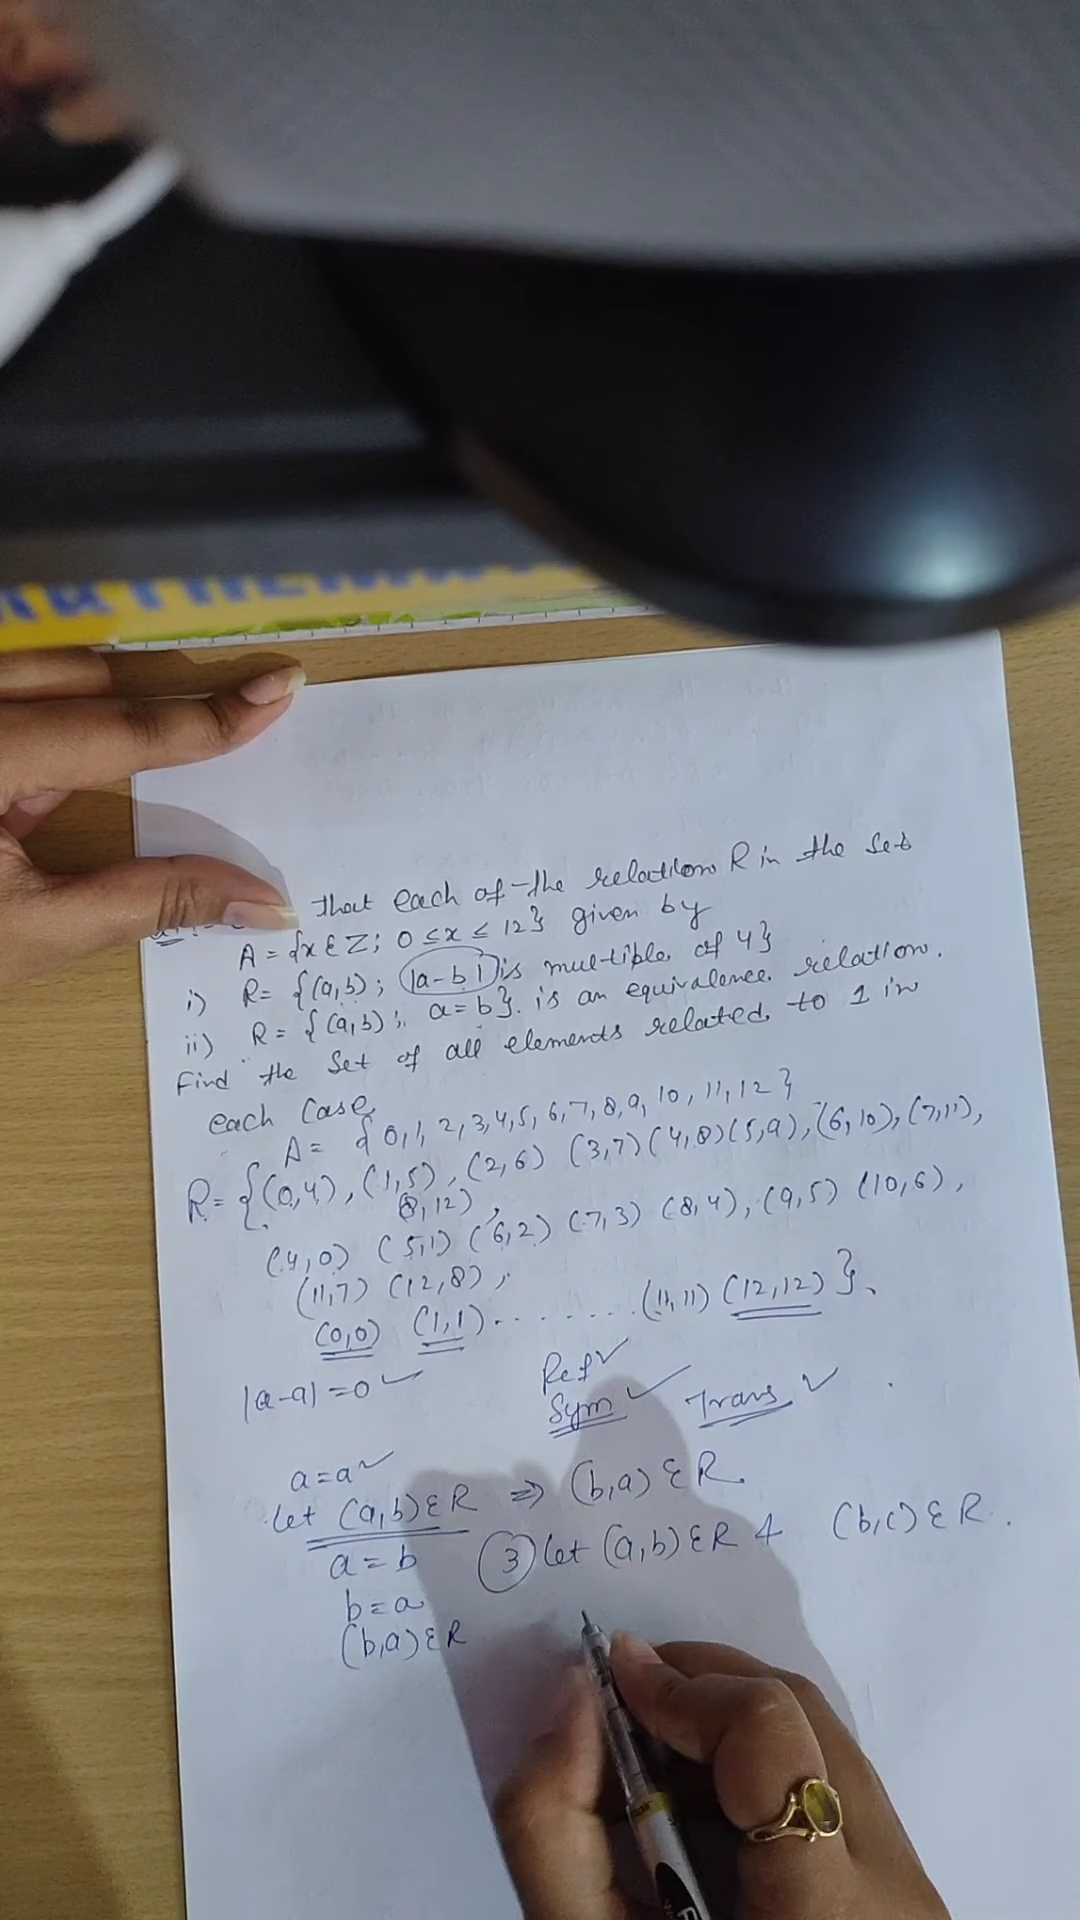 MATHEMA
that each of the relations R in the set
A = {x ε Z; 0 ≤ x ≤ 12} given by
i) R = {(a,b); |a-b| is multiple of 4}
ii) R = {(a,b); a=b}. is an equivalence relation.
Find the set of all elements related to 1 in
each case.
A = {0,1,2,3,4,5,6,7,8,9,10,11,12}
R = {(0,4), (1,5), (2,6) (3,7) (4,8) (5,9), (6,10), (7,11),
(8,12),
(4,0) (5,1) (6,2) (7,3) (8,4), (9,5) (10,6),
(11,7) (12,8),
(0,0) (1,1) ........ (11,11) (12,12)}.
|a-a| = 0 ✓
Ref ✓
Sym ✓ Trans ✓
a=a ✓
Let (a,b) ε R ⇒ (b,a) ε R.
a = b
③ Let (a,b) ε R & (b,c) ε R.
b = a
(b,a) ε R